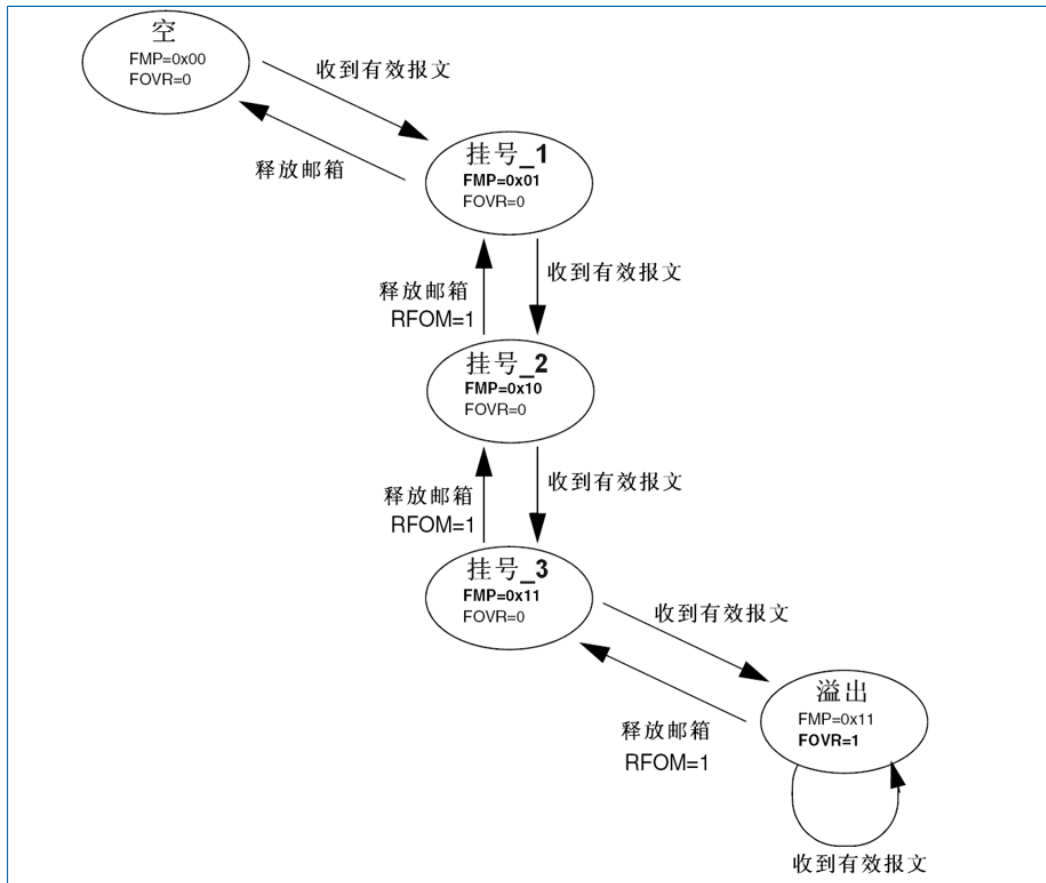 空
FMP=0x00
FOVR=0
收到有效报文
释放邮箱
挂号_1
FMP=0x01
FOVR=0
收到有效报文
释放邮箱
RFOM=1
挂号_2
FMP=0x10
FOVR=0
收到有效报文
释放邮箱
RFOM=1
挂号_3
FMP=0x11
FOVR=0
收到有效报文
释放邮箱
RFOM=1
溢出
FMP=0x11
FOVR=1
收到有效报文